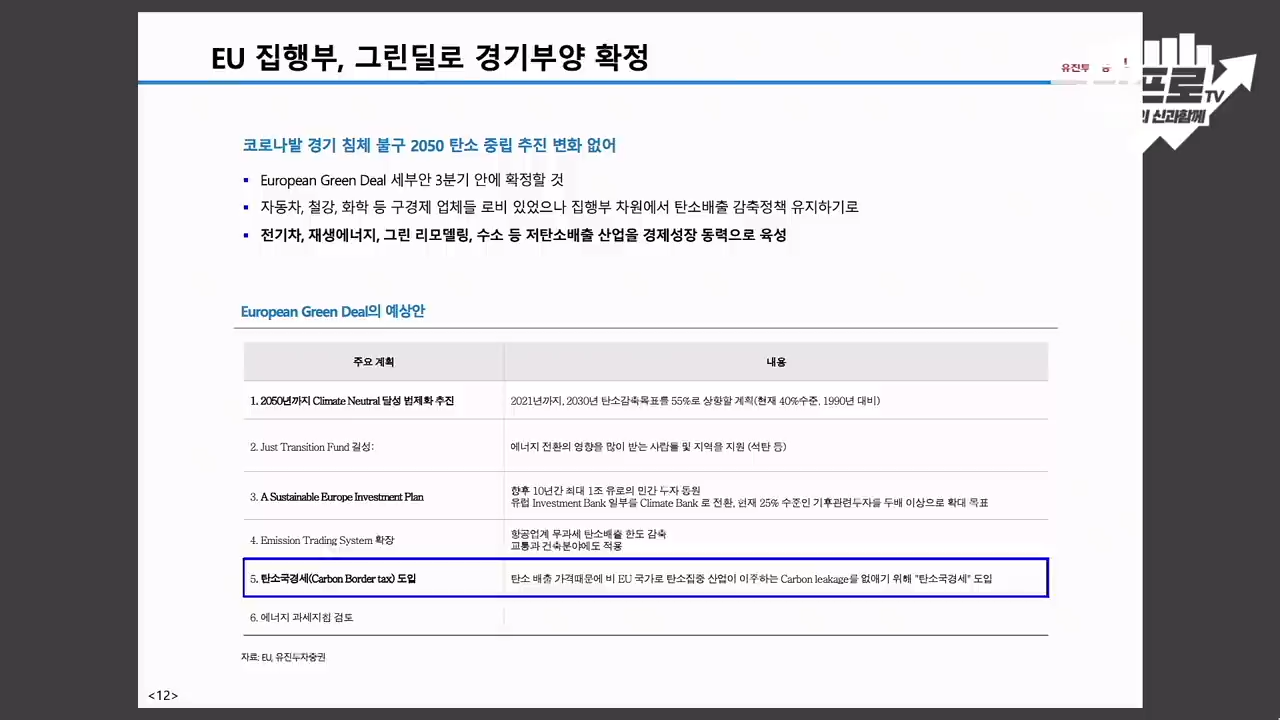 EU 집행부, 그린딜로 경기부양 확정
유진투
프로TV
신과함께
코로나발 경기 침체 불구 2050 탄소 중립 추진 변화 없어
▪ European Green Deal 세부안 3분기 안에 확정할 것
▪ 자동차, 철강, 화학 등 구경제 업체들 로비 있었으나 집행부 차원에서 탄소배출 감축정책 유지하기로
▪ 전기차, 재생에너지, 그린 리모델링, 수소 등 저탄소배출 산업을 경제성장 동력으로 육성
European Green Deal의 예상안
주요 계획 내용
1. 2050년까지 Climate Neutral 달성 법제화 추진 2021년까지, 2030년 탄소감축목표를 55%로 상향할 계획(현재 40%수준, 1990년 대비)
2. Just Transition Fund 결성: 에너지 전환의 영향을 많이 받는 사람들 및 지역을 지원 (석탄 등)
3. A Sustainable Europe Investment Plan 향후 10년간 최대 1조 유로의 민간 투자 동원
유럽 Investment Bank 일부를 Climate Bank 로 전환, 현재 25% 수준인 기후관련투자를 두배 이상으로 확대 목표
4. Emission Trading System 확장 항공업계 무과세 탄소배출 한도 감축
교통과 건축분야에도 적용
5. 탄소국경세(Carbon Border tax) 도입 탄소 배출 가격때문에 비 EU 국가로 탄소집중 산업이 이주하는 Carbon leakage를 없애기 위해 "탄소국경세" 도입
6. 에너지 과세지침 검토
자료: EU, 유진투자증권
<12>